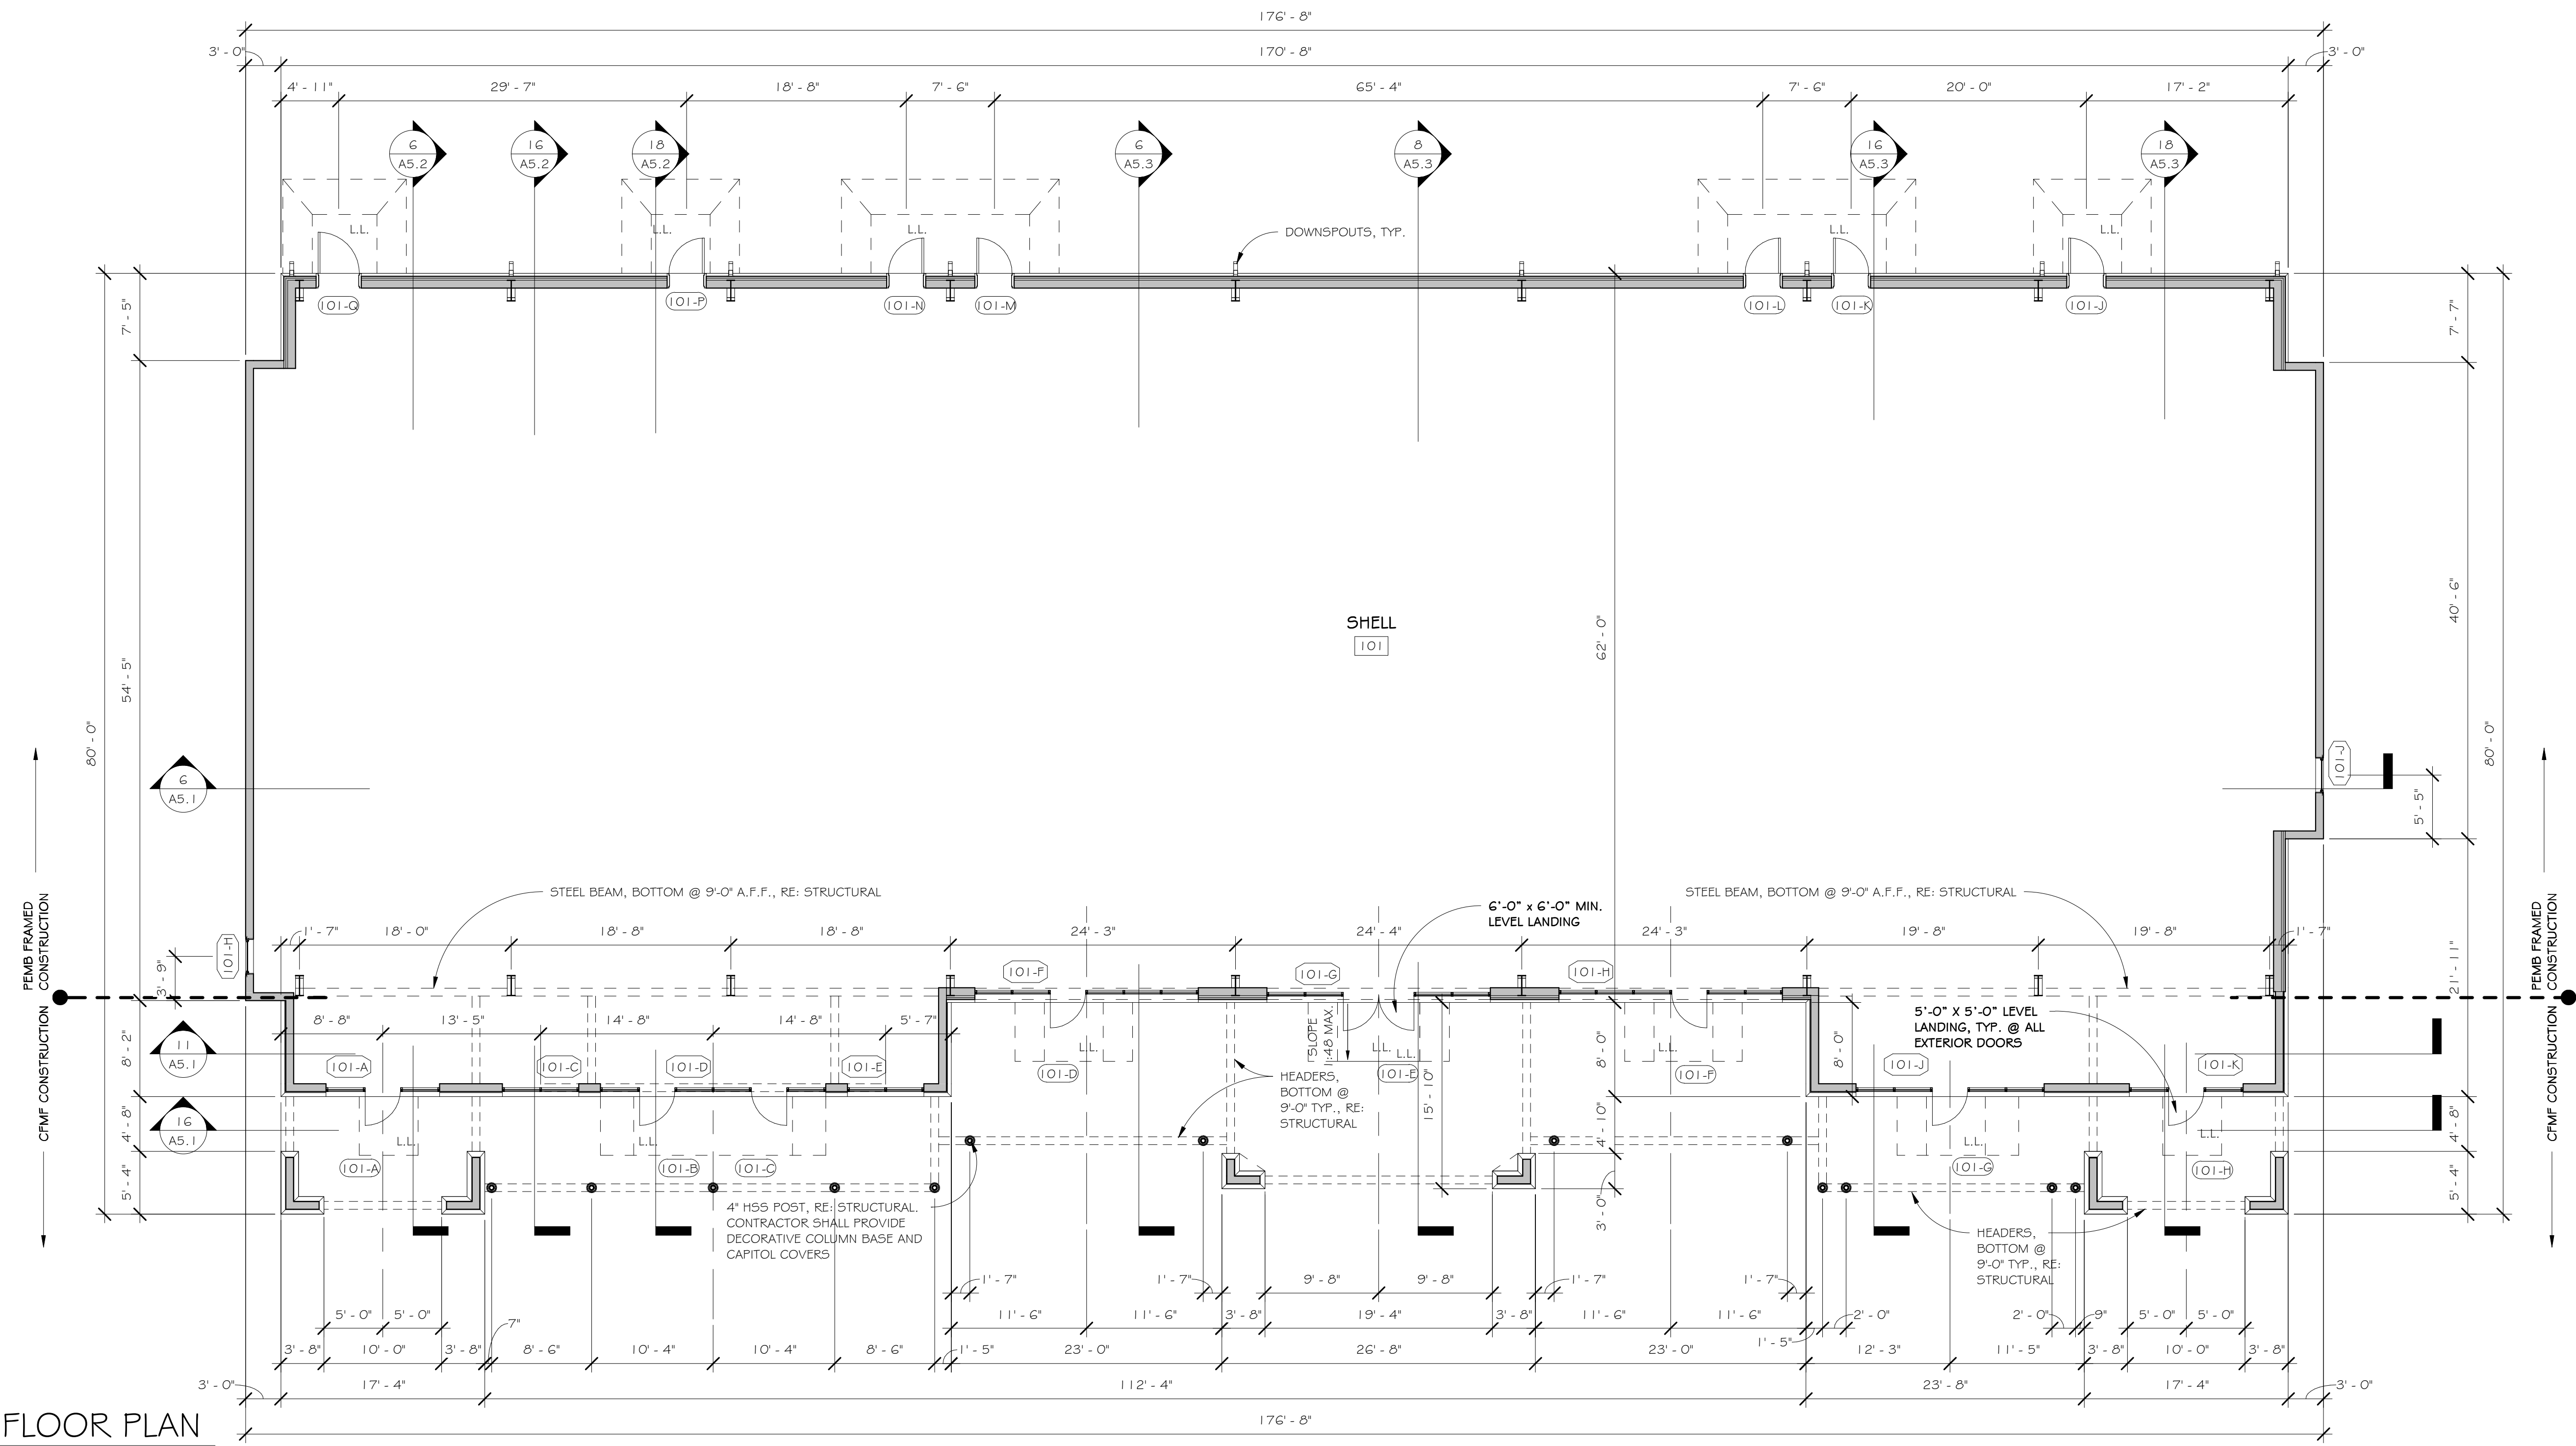 176' - 8"
3' - 0"
170' - 8"
3' - 0"
4' - 11"
29' - 7"
18' - 8"
7' - 6"
65' - 4"
7' - 6"
20' - 0"
17' - 2"
6
A5.2
16
A5.2
18
A5.2
6
A5.3
8
A5.3
16
A5.3
18
A5.3
L.L.
L.L.
L.L.
L.L.
L.L.
DOWNSPOUTS, TYP.
101-Q
101-P
101-N
101-M
101-L
101-K
101-J
7' - 5"
54' - 5"
80' - 0"
7' - 7"
40' - 6"
80' - 0"
62' - 0"
SHELL
101
6
A5.1
101-J
5' - 5"
PEMB FRAMED
CONSTRUCTION
CFMF CONSTRUCTION
PEMB FRAMED
CONSTRUCTION
CFMF CONSTRUCTION
STEEL BEAM, BOTTOM @ 9'-0" A.F.F., RE: STRUCTURAL
6'-0" x 6'-0" MIN.
LEVEL LANDING
STEEL BEAM, BOTTOM @ 9'-0" A.F.F., RE: STRUCTURAL
101-H
3' - 9"
1' - 7"
18' - 0"
18' - 8"
18' - 8"
24' - 3"
24' - 4"
24' - 3"
19' - 8"
19' - 8"
1' - 7"
21' - 11"
101-F
101-G
101-H
8' - 8"
13' - 5"
14' - 8"
14' - 8"
5' - 7"
11
A5.1
8' - 2"
101-A
101-C
101-D
101-E
L.L.
SLOPE
1:48 MAX.
L.L.
L.L.
L.L.
8' - 0"
8' - 0"
5'-0" X 5'-0" LEVEL
LANDING, TYP. @ ALL
EXTERIOR DOORS
101-J
101-K
101-D
101-E
101-F
HEADERS,
BOTTOM @
9'-0" TYP., RE:
STRUCTURAL
15' - 10"
16
A5.1
4' - 8"
5' - 4"
L.L.
L.L.
101-A
101-B
101-C
4' - 10"
3' - 0"
L.L.
L.L.
101-G
101-H
4' - 8"
5' - 4"
4" HSS POST, RE: STRUCTURAL.
CONTRACTOR SHALL PROVIDE
DECORATIVE COLUMN BASE AND
CAPITOL COVERS
HEADERS,
BOTTOM @
9'-0" TYP., RE:
STRUCTURAL
1' - 7"
1' - 7"
9' - 8"
9' - 8"
1' - 7"
1' - 7"
5' - 0"
5' - 0"
7"
11' - 6"
11' - 6"
3' - 8"
19' - 4"
3' - 8"
11' - 6"
11' - 6"
1' - 5"
2' - 0"
2' - 0"
9"
5' - 0"
5' - 0"
3' - 8"
10' - 0"
3' - 8"
8' - 6"
10' - 4"
10' - 4"
8' - 6"
1' - 5"
23' - 0"
26' - 8"
23' - 0"
12' - 3"
11' - 5"
3' - 8"
10' - 0"
3' - 8"
3' - 0"
17' - 4"
112' - 4"
23' - 8"
17' - 4"
3' - 0"
176' - 8"
FLOOR PLAN